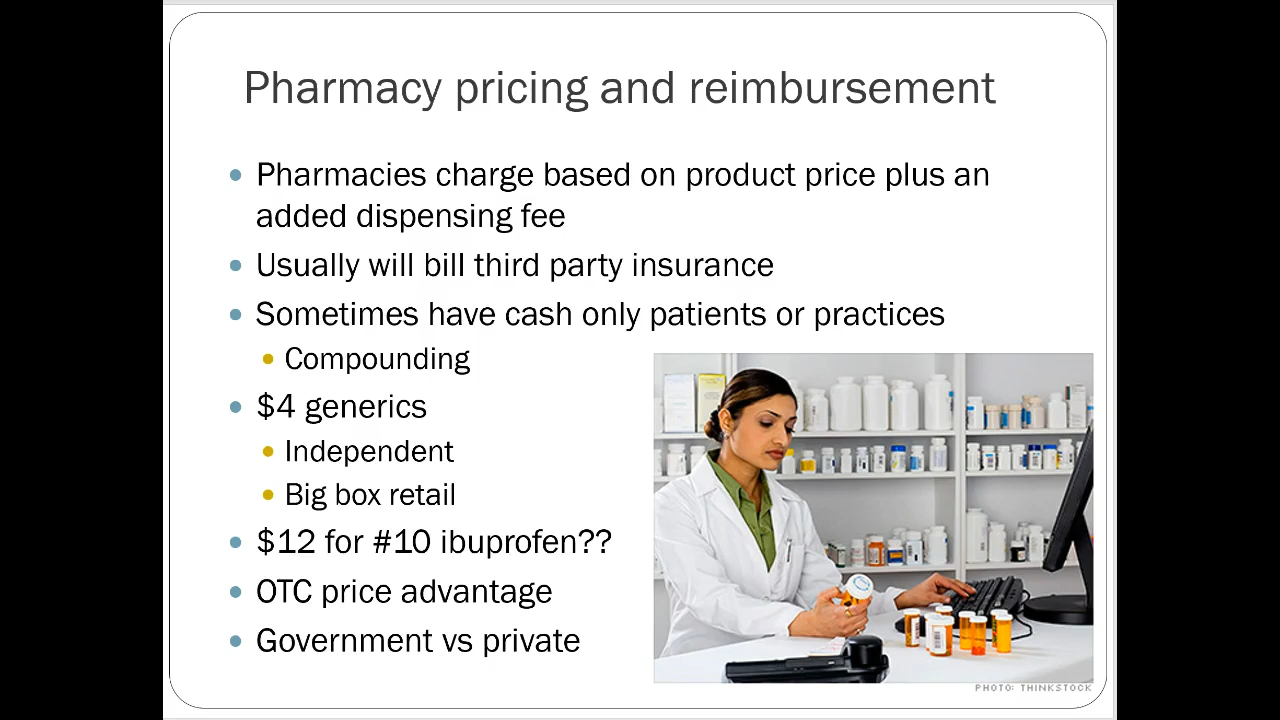 Pharmacy pricing and reimbursement
• Pharmacies charge based on product price plus an
added dispensing fee
• Usually will bill third party insurance
• Sometimes have cash only patients or practices
• Compounding
• $4 generics
• Independent
• Big box retail
• $12 for #10 ibuprofen??
• OTC price advantage
• Government vs private
PHOTO: THINKSTOCK